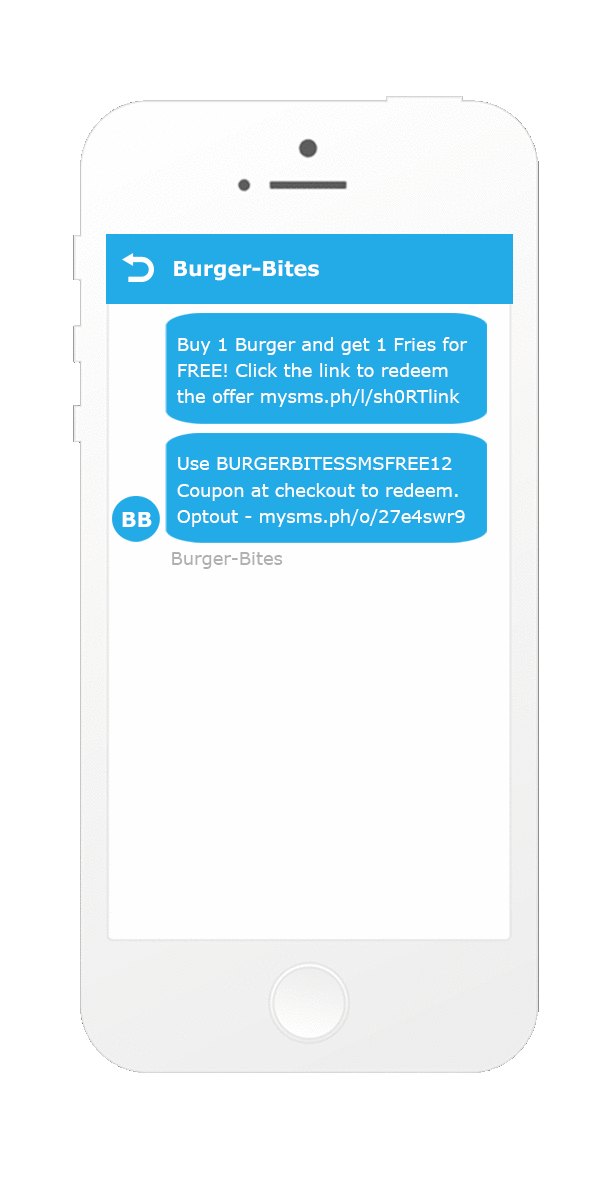 Burger-Bites
Buy 1 Burger and get 1 Fries for
FREE! Click the link to redeem
the offer mysms.ph/l/sh0RTlink
Use BURGERBITESSMSFREE12
Coupon at checkout to redeem.
Optout - mysms.ph/o/27e4swr9
BB
Burger-Bites